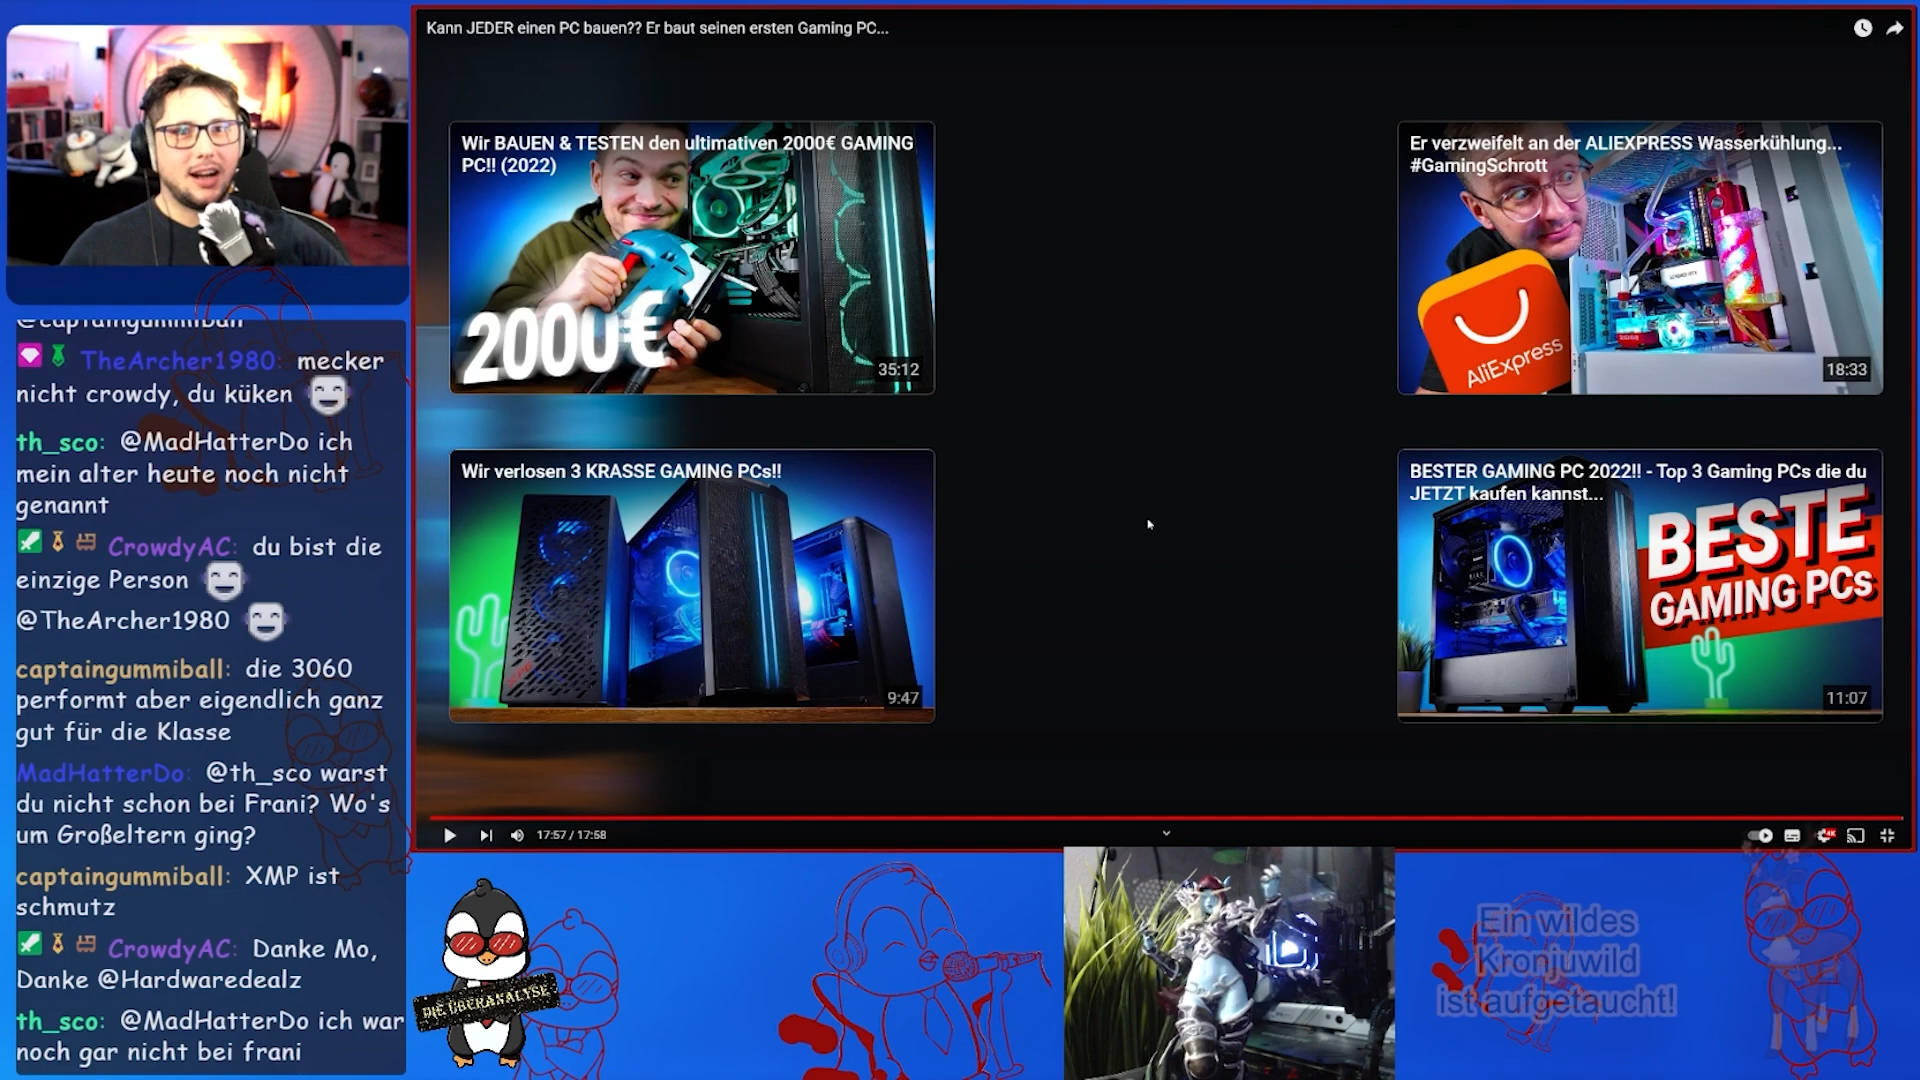 Kann JEDER einen PC bauen?? Er baut seinen ersten Gaming PC...
Wir BAUEN & TESTEN den ultimativen 2000€ GAMING
PC!! (2022)
2000€
35:12
Er verzweifelt an der ALIEXPRESS Wasserkühlung...
#GamingSchrott
AliExpress
18:33
Wir verlosen 3 KRASSE GAMING PCs!!
9:47
BESTER GAMING PC 2022!! - Top 3 Gaming PCs die du
JETZT kaufen kannst...
BESTE
GAMING PCs
11:07
17:57 / 17:58
4K
@captaingummiball
TheArcher1980: mecker
nicht crowdy, du küken
th_sco: @MadHatterDo ich
mein alter heute noch nicht
genannt
CrowdyAC: du bist die
einzige Person
@TheArcher1980
captaingummiball: die 3060
performt aber eigendlich ganz
gut für die Klasse
MadHatterDo: @th_sco warst
du nicht schon bei Frani? Wo's
um Großeltern ging?
captaingummiball: XMP ist
schmutz
CrowdyAC: Danke Mo,
Danke @Hardwaredealz
th_sco: @MadHatterDo ich war
noch gar nicht bei frani
DIE ÜBERANALYSE
Ein wildes
Kronjuwild
ist aufgetaucht!